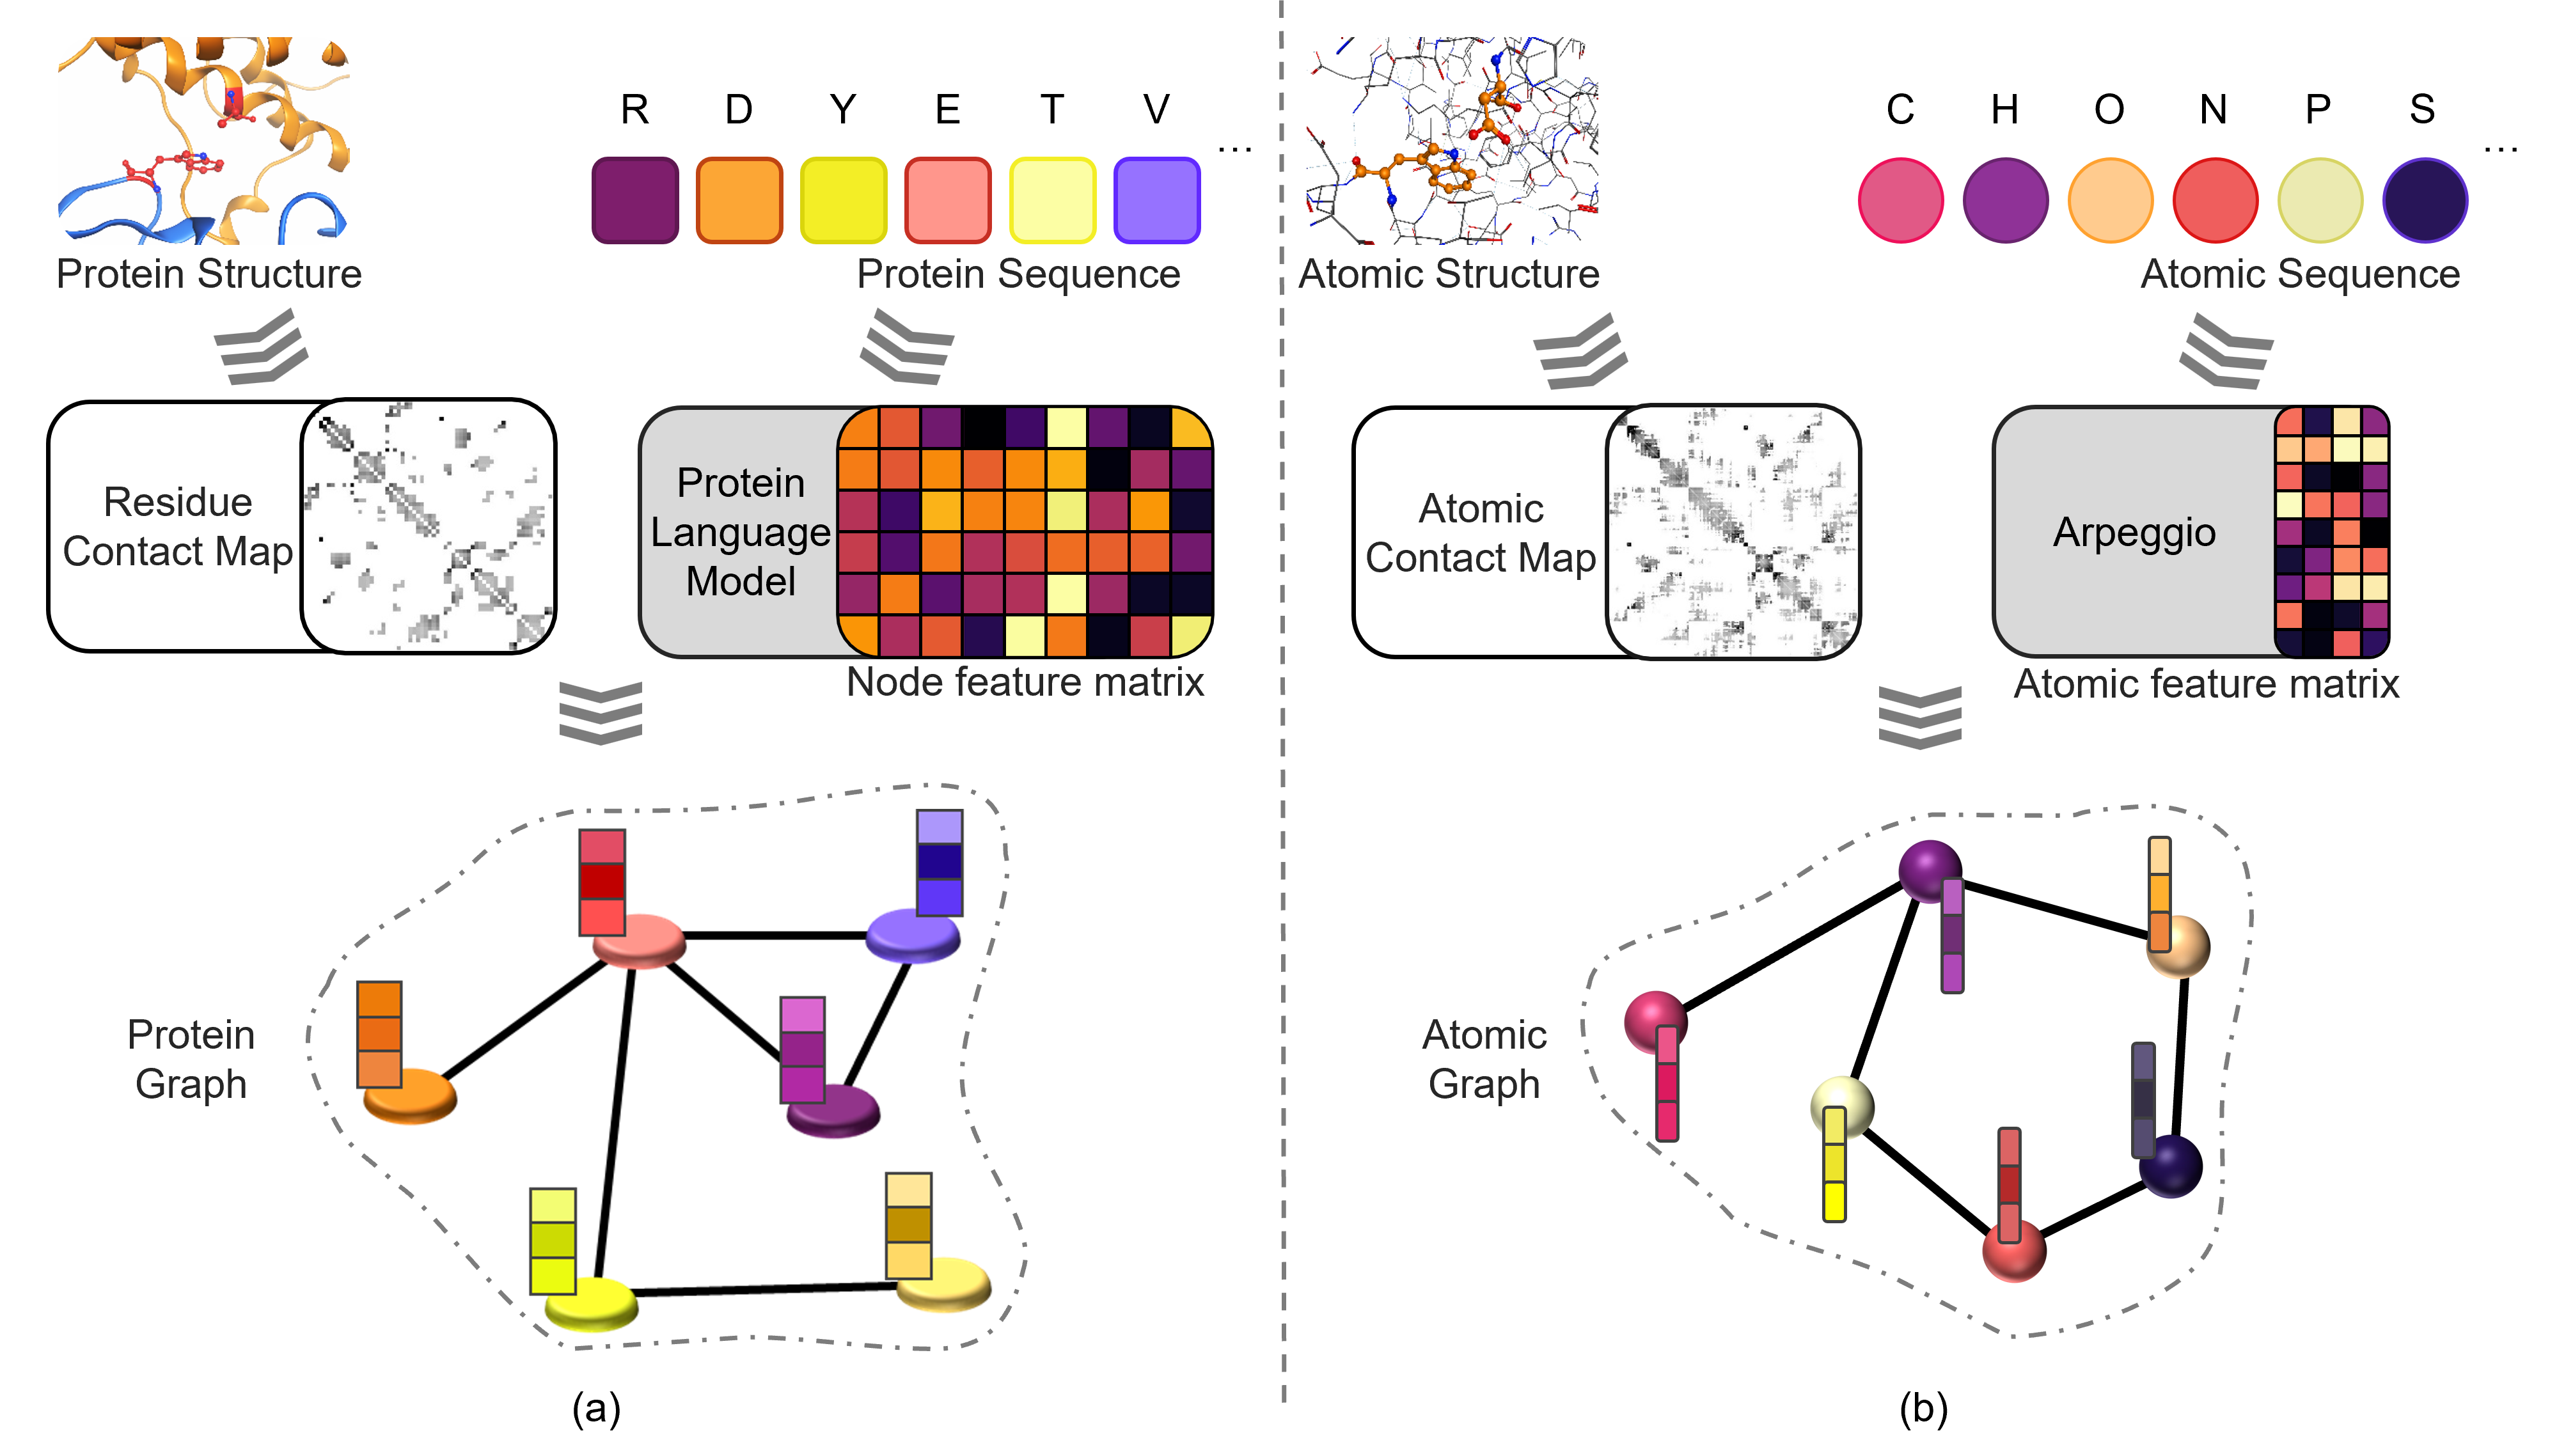 R D Y E T V ...
Protein Structure
Protein Sequence
Residue
Contact Map
Protein
Language
Model
Node feature matrix
Protein
Graph
(a)
C H O N P S ...
Atomic Structure
Atomic Sequence
Atomic
Contact Map
Arpeggio
Atomic feature matrix
Atomic
Graph
(b)